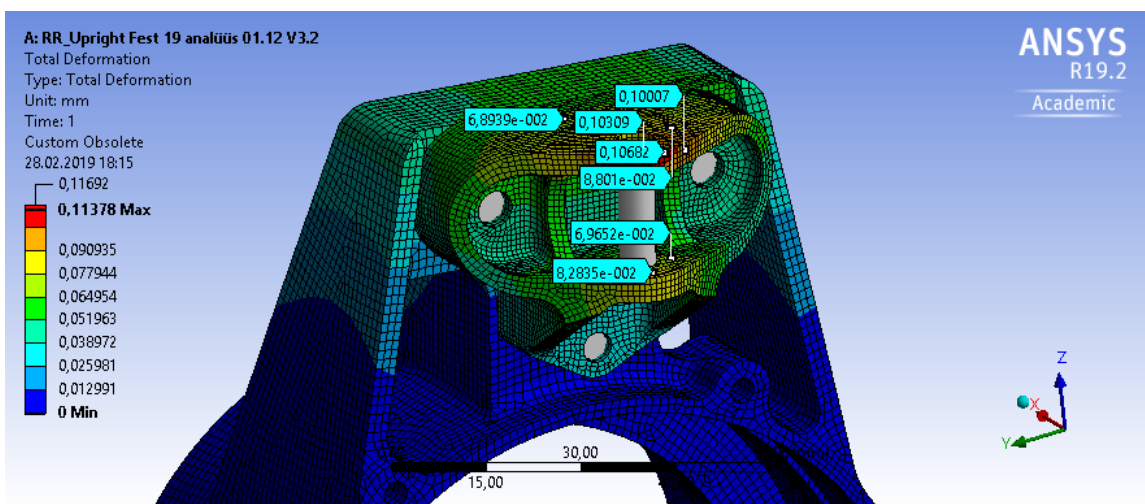 A: RR_Upright Fest 19 analüüs 01.12 V3.2
Total Deformation
Type: Total Deformation
Unit: mm
Time: 1
Custom Obsolete
28.02.2019 18:15
0,11692
0,11378 Max
0,090935
0,077944
0,064954
0,051963
0,038972
0,025981
0,012991
0 Min
ANSYS
R19.2
Academic
0,10007
6,8939e-002
0,10309
0,10682
8,801e-002
6,9652e-002
8,2835e-002
30,00
15,00
Z
X
Y